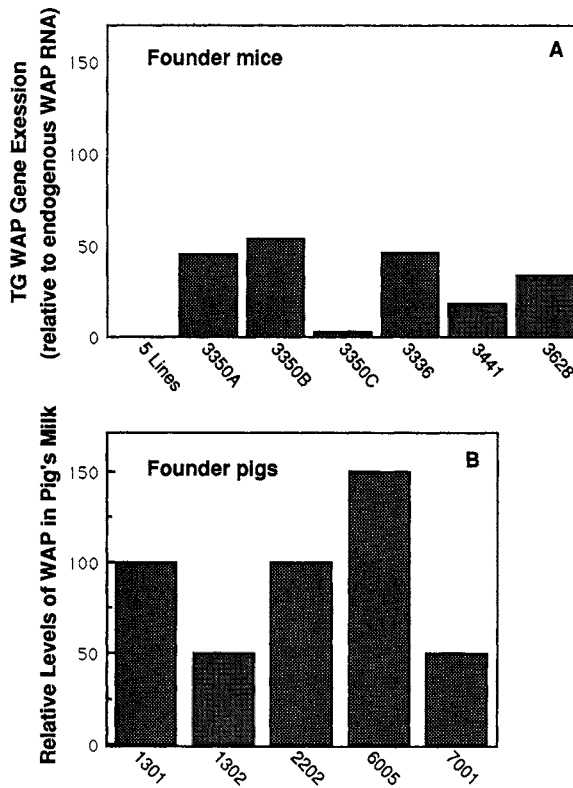 TG WAP Gene Exession
(relative to endogenous WAP RNA)
150
100
50
0
Founder mice
A
5 Lines
3350A
3350B
3350C
3336
3441
3628
Relative Levels of WAP in Pig's Milk
150
100
50
0
Founder pigs
B
1301
1302
2202
6005
7001